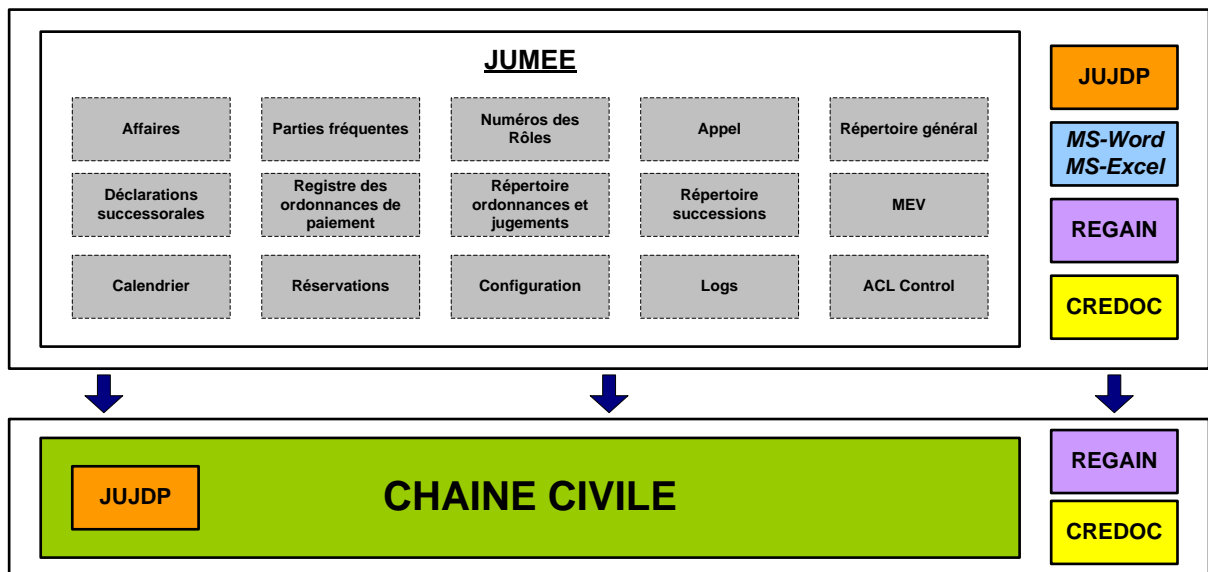 JUMEE
Affaires
Parties fréquentes
Numéros des
Rôles
Appel
Répertoire général
Déclarations
successorales
Registre des
ordonnances de
paiement
Répertoire
ordonnances et
jugements
Répertoire
successions
MEV
Calendrier
Réservations
Configuration
Logs
ACL Control
JUJDP
MS-Word
MS-Excel
REGAIN
CREDOC
JUJDP
CHAINE CIVILE
REGAIN
CREDOC